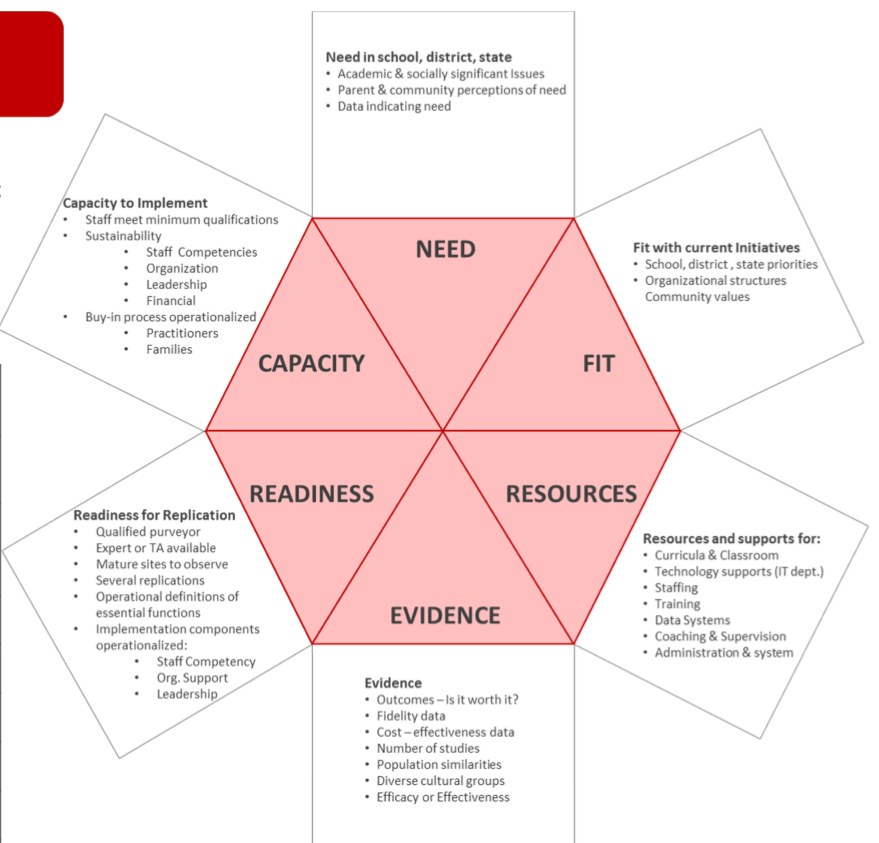 Need in school, district, state
• Academic & socially significant Issues
• Parent & community perceptions of need
• Data indicating need
Capacity to Implement
• Staff meet minimum qualifications
• Sustainability
• Staff Competencies
• Organization
• Leadership
• Financial
• Buy-in process operationalized
• Practitioners
• Families
NEED
Fit with current Initiatives
• School, district , state priorities
• Organizational structures
Community values
CAPACITY
FIT
READINESS
RESOURCES
EVIDENCE
Readiness for Replication
• Qualified purveyor
• Expert or TA available
• Mature sites to observe
• Several replications
• Operational definitions of
essential functions
• Implementation components
operationalized:
• Staff Competency
• Org. Support
• Leadership
Resources and supports for:
• Curricula & Classroom
• Technology supports (IT dept.)
• Staffing
• Training
• Data Systems
• Coaching & Supervision
• Administration & system
Evidence
• Outcomes – Is it worth it?
• Fidelity data
• Cost – effectiveness data
• Number of studies
• Population similarities
• Diverse cultural groups
• Efficacy or Effectiveness